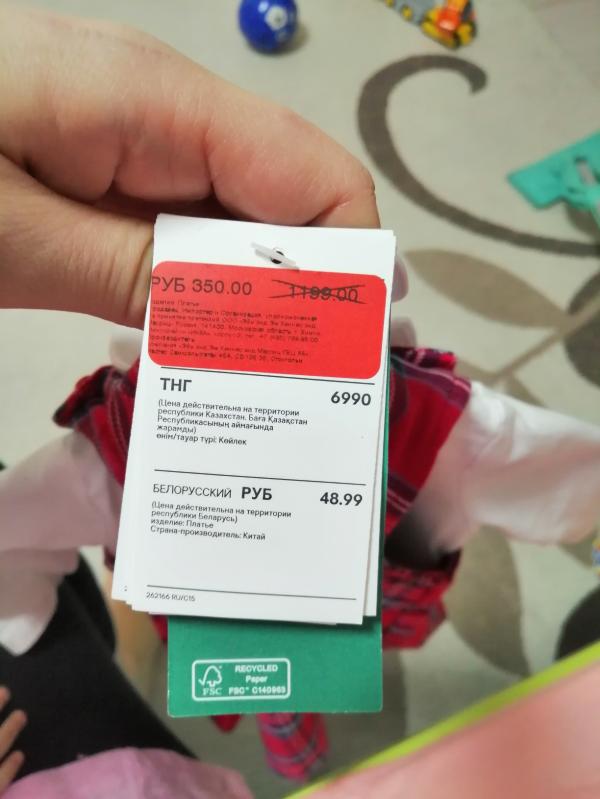 РУБ 350.00 1199.00
изделие: Платье
ТНГ 6990
(Цена действительна на территории
республики Казахстан. Баға Қазақстан
Республикасының аймағында
жарамды)
өнім/тауар түрі: Көйлек
БЕЛОРУССКИЙ РУБ 48.99
(Цена действительна на территории
республики Беларусь)
изделие: Платье
Страна-производитель: Китай
262166 RU/C15
RECYCLED
Paper
FSC FSC® C140963